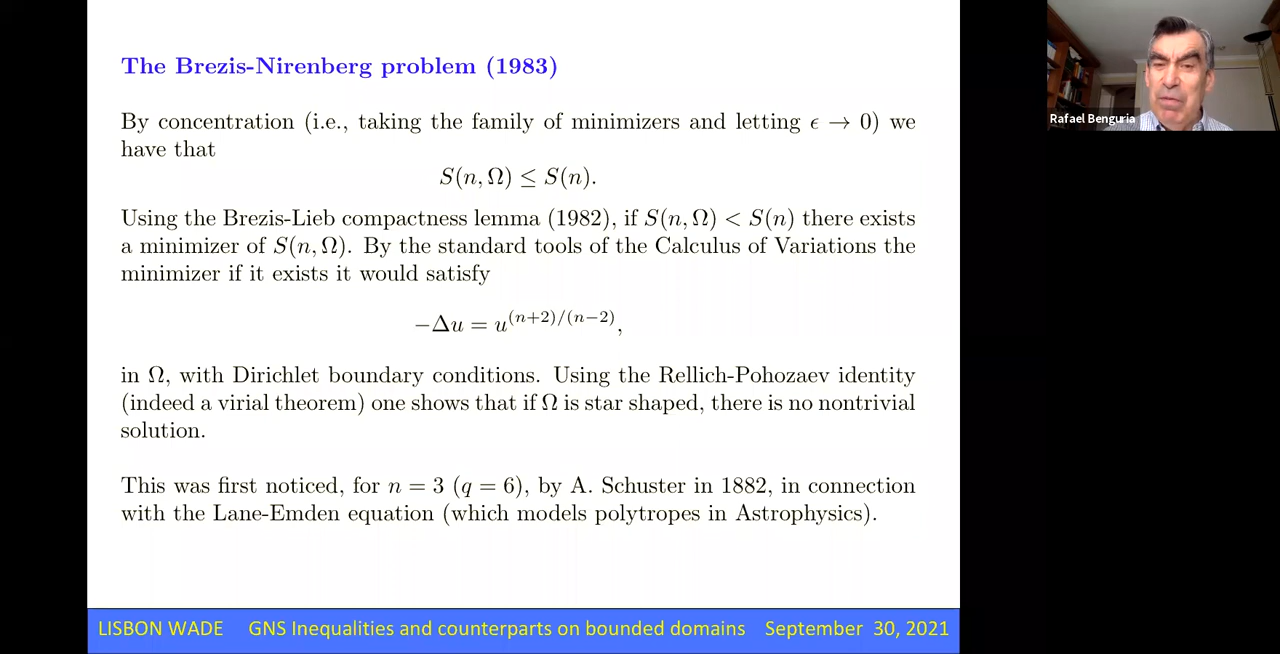 The Brezis-Nirenberg problem (1983)
By concentration (i.e., taking the family of minimizers and letting ϵ → 0) we
have that
S(n, Ω) ≤ S(n).
Using the Brezis-Lieb compactness lemma (1982), if S(n, Ω) < S(n) there exists
a minimizer of S(n, Ω). By the standard tools of the Calculus of Variations the
minimizer if it exists it would satisfy
−Δu = u^(n+2)/(n−2),
in Ω, with Dirichlet boundary conditions. Using the Rellich-Pohozaev identity
(indeed a virial theorem) one shows that if Ω is star shaped, there is no nontrivial
solution.
This was first noticed, for n = 3 (q = 6), by A. Schuster in 1882, in connection
with the Lane-Emden equation (which models polytropes in Astrophysics).
LISBON WADE GNS Inequalities and counterparts on bounded domains September 30, 2021
Rafael Benguria